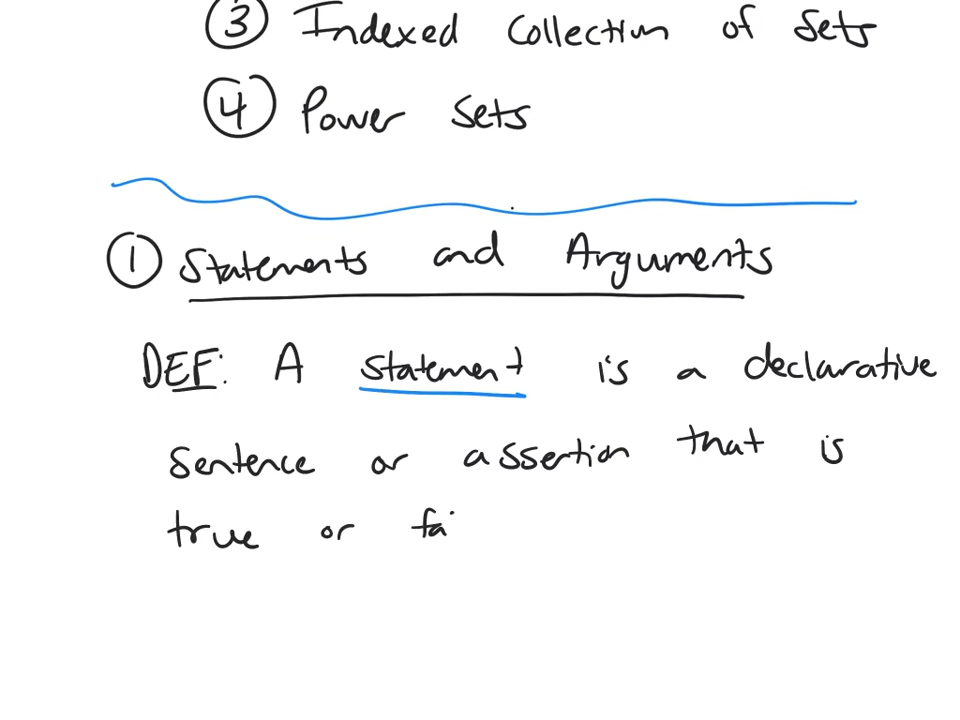 ③ Indexed Collection of Sets
④ Power Sets
① Statements and Arguments
DEF: A statement is a declarative
sentence or assertion that is
true or fa